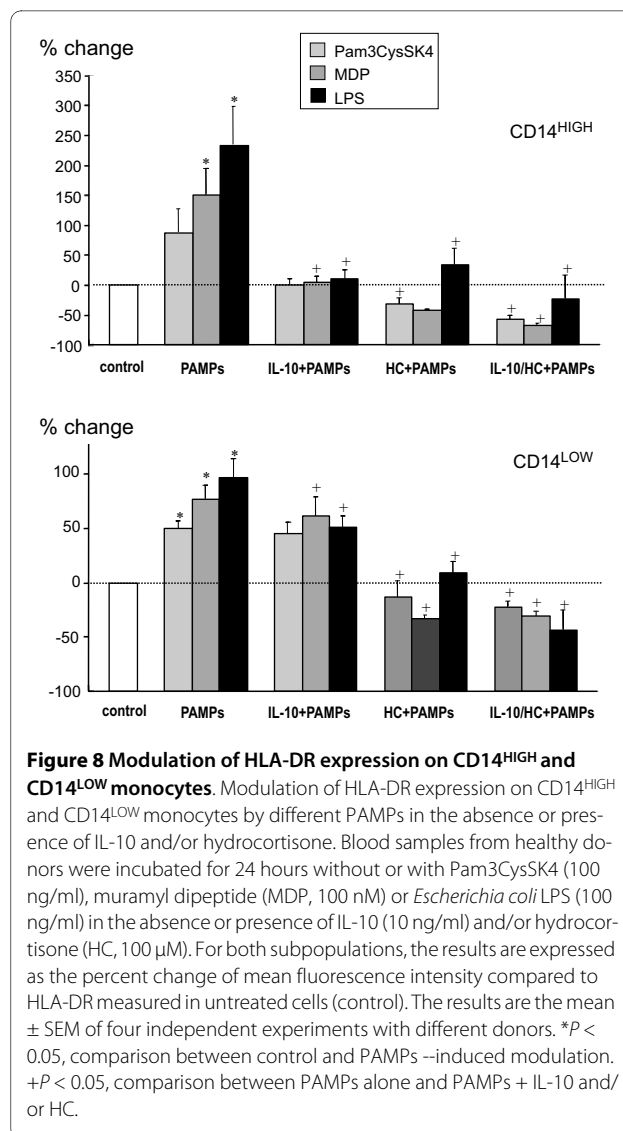 % change
Pam3CysSK4
MDP
LPS
CD14HIGH
350
300
250
200
150
100
50
0
-50
-100
*
*
+
+
+
+
+
+
+
control
PAMPs
IL-10+PAMPs
HC+PAMPs
IL-10/HC+PAMPs
% change
CD14LOW
100
50
0
-50
-100
*
*
*
+
+
+
+
+
+
+
+
control
PAMPs
IL-10+PAMPs
HC+PAMPs
IL-10/HC+PAMPs
Figure 8 Modulation of HLA-DR expression on CD14HIGH and
CD14LOW monocytes. Modulation of HLA-DR expression on CD14HIGH
and CD14LOW monocytes by different PAMPs in the absence or pres-
ence of IL-10 and/or hydrocortisone. Blood samples from healthy do-
nors were incubated for 24 hours without or with Pam3CysSK4 (100
ng/ml), muramyl dipeptide (MDP, 100 nM) or Escherichia coli LPS (100
ng/ml) in the absence or presence of IL-10 (10 ng/ml) and/or hydrocor-
tisone (HC, 100 μM). For both subpopulations, the results are expressed
as the percent change of mean fluorescence intensity compared to
HLA-DR measured in untreated cells (control). The results are the mean
± SEM of four independent experiments with different donors. *P <
0.05, comparison between control and PAMPs --induced modulation.
+P < 0.05, comparison between PAMPs alone and PAMPs + IL-10 and/
or HC.